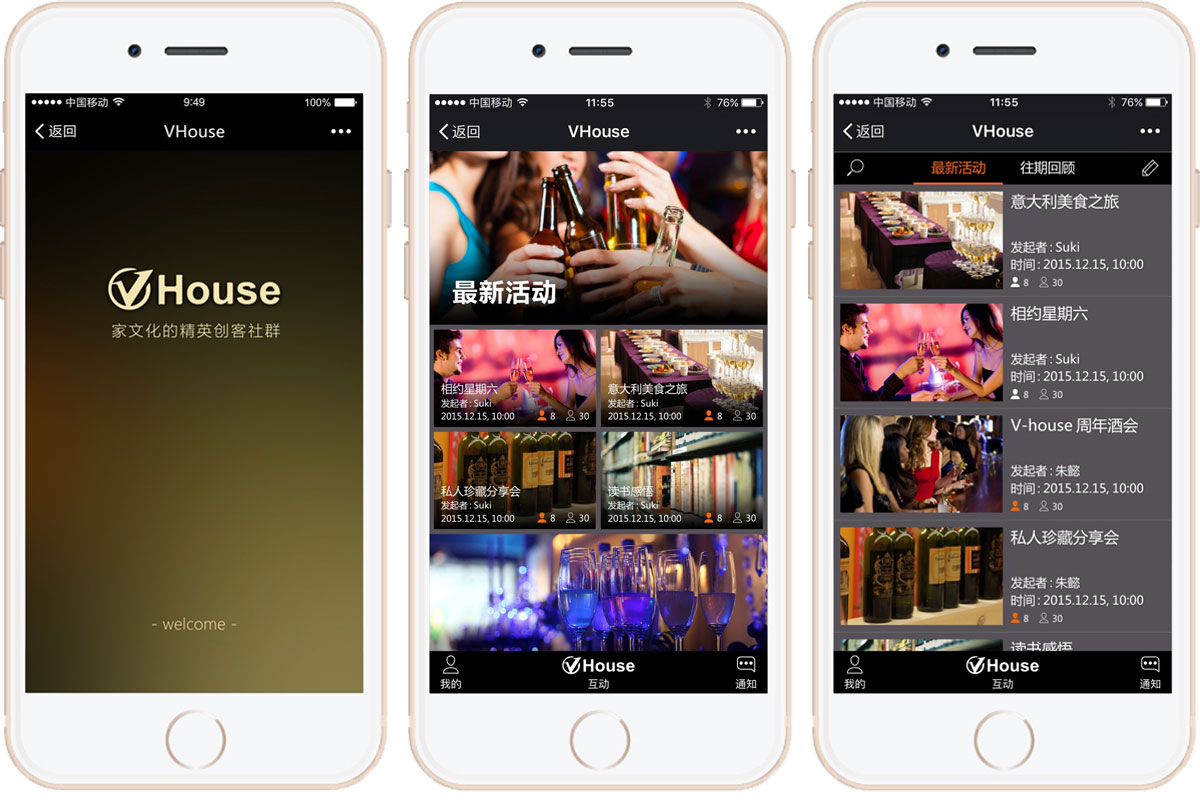 中国移动 9:49 100%
返回 VHouse
VHouse
家文化的精英创客社群
- welcome -
中国移动 11:55 76%
返回 VHouse
最新活动
相约星期六
发起者 : Suki
2015.12.15, 10:00 8 30
意大利美食之旅
发起者 : Suki
2015.12.15, 10:00 8 30
私人珍藏分享会
发起者 : Suki
2015.12.15, 10:00 8 30
读书感悟
发起者 : Suki
2015.12.15, 10:00 8 30
VHouse
我的 互动 通知
中国移动 11:55 76%
返回 VHouse
最新活动 往期回顾
意大利美食之旅
发起者 : Suki
时间 : 2015.12.15, 10:00
8 30
相约星期六
发起者 : Suki
时间 : 2015.12.15, 10:00
8 30
V-house 周年酒会
发起者 : 朱懿
时间 : 2015.12.15, 10:00
8 30
私人珍藏分享会
发起者 : 朱懿
时间 : 2015.12.15, 10:00
8 30
读书感悟
VHouse
我的 互动 通知